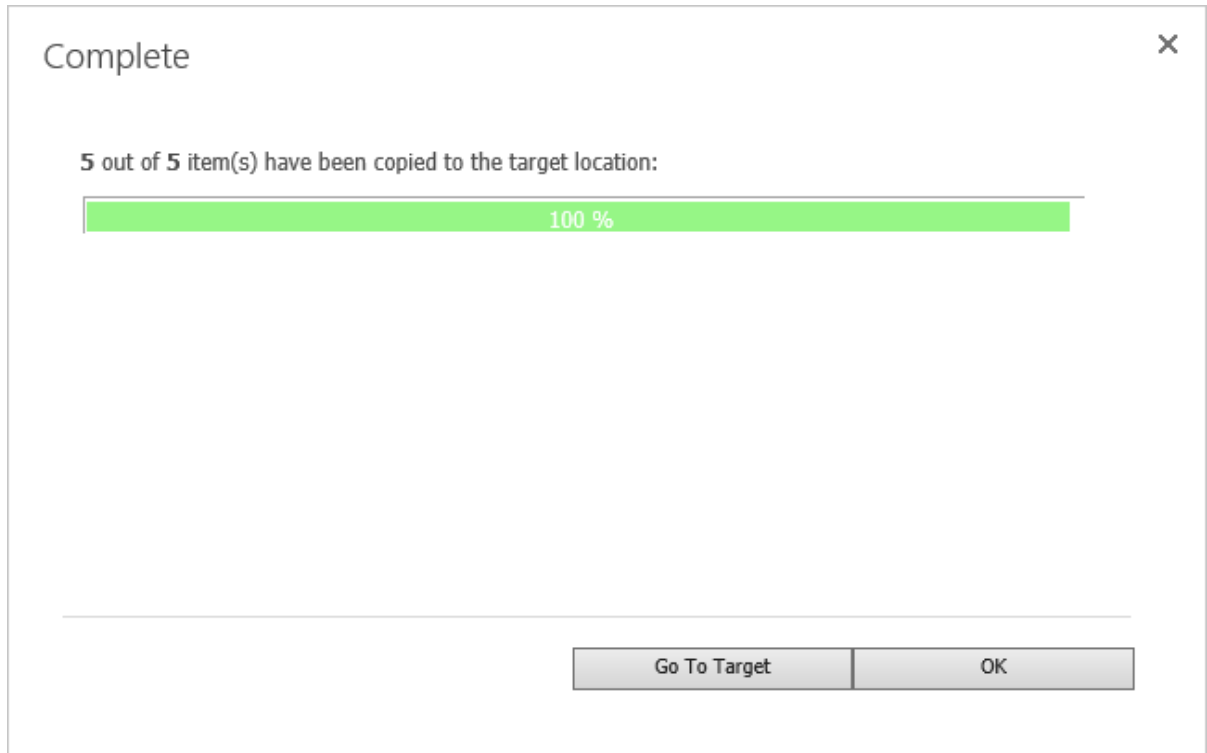 Complete
5 out of 5 item(s) have been copied to the target location:
100 %
Go To Target
OK